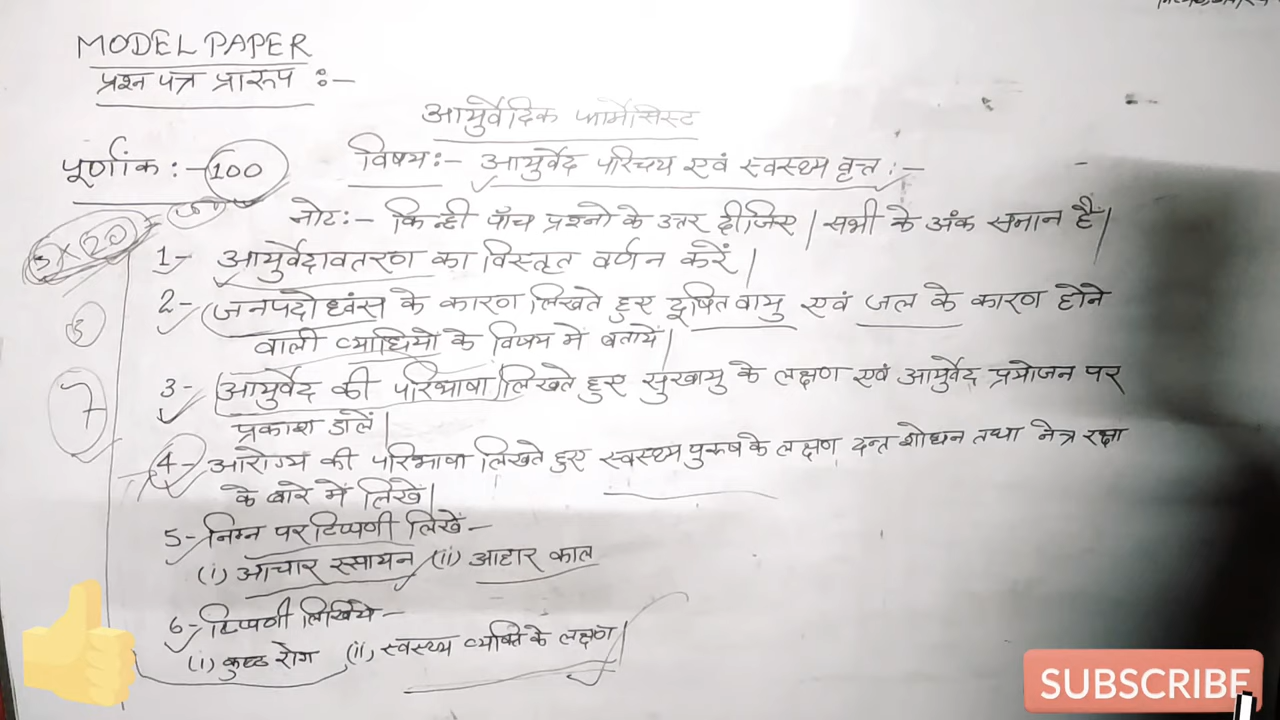 MODEL PAPER
प्रश्न पत्र प्रारूप :-
आयुर्वेदिक फार्मेसिस्ट
पूर्णांक :- 100
विषय:- आयुर्वेद परिचय एवं स्वस्थ्य वृत्त :-
5x20=
नोट:- किन्ही पाँच प्रश्नो के उत्तर दीजिए | सभी के अंक समान है |
1- आयुर्वेदावतरण का विस्तृत वर्णन करें |
2- जनपदोध्वंस के कारण लिखते हुए दूषित वायु एवं जल के कारण होने
वाली व्याधियो के विषय में बतायें |
5
7
3- आयुर्वेद की परिभाषा लिखते हुए सुखायु के लक्षण एवं आयुर्वेद प्रयोजन पर
प्रकाश डालें |
4- आरोग्य की परिभाषा लिखते हुए स्वस्थ्य पुरुष के लक्षण दन्त शोधन तथा नेत्र रक्षा
के बारे में लिखें |
5- निम्न पर टिप्पणी लिखें -
(i) आचार रसायन (ii) आहार काल
6- टिप्पणी लिखिये -
(i) कुष्ठ रोग (ii) स्वस्थ्य व्यक्ति के लक्षण |
SUBSCRIBE